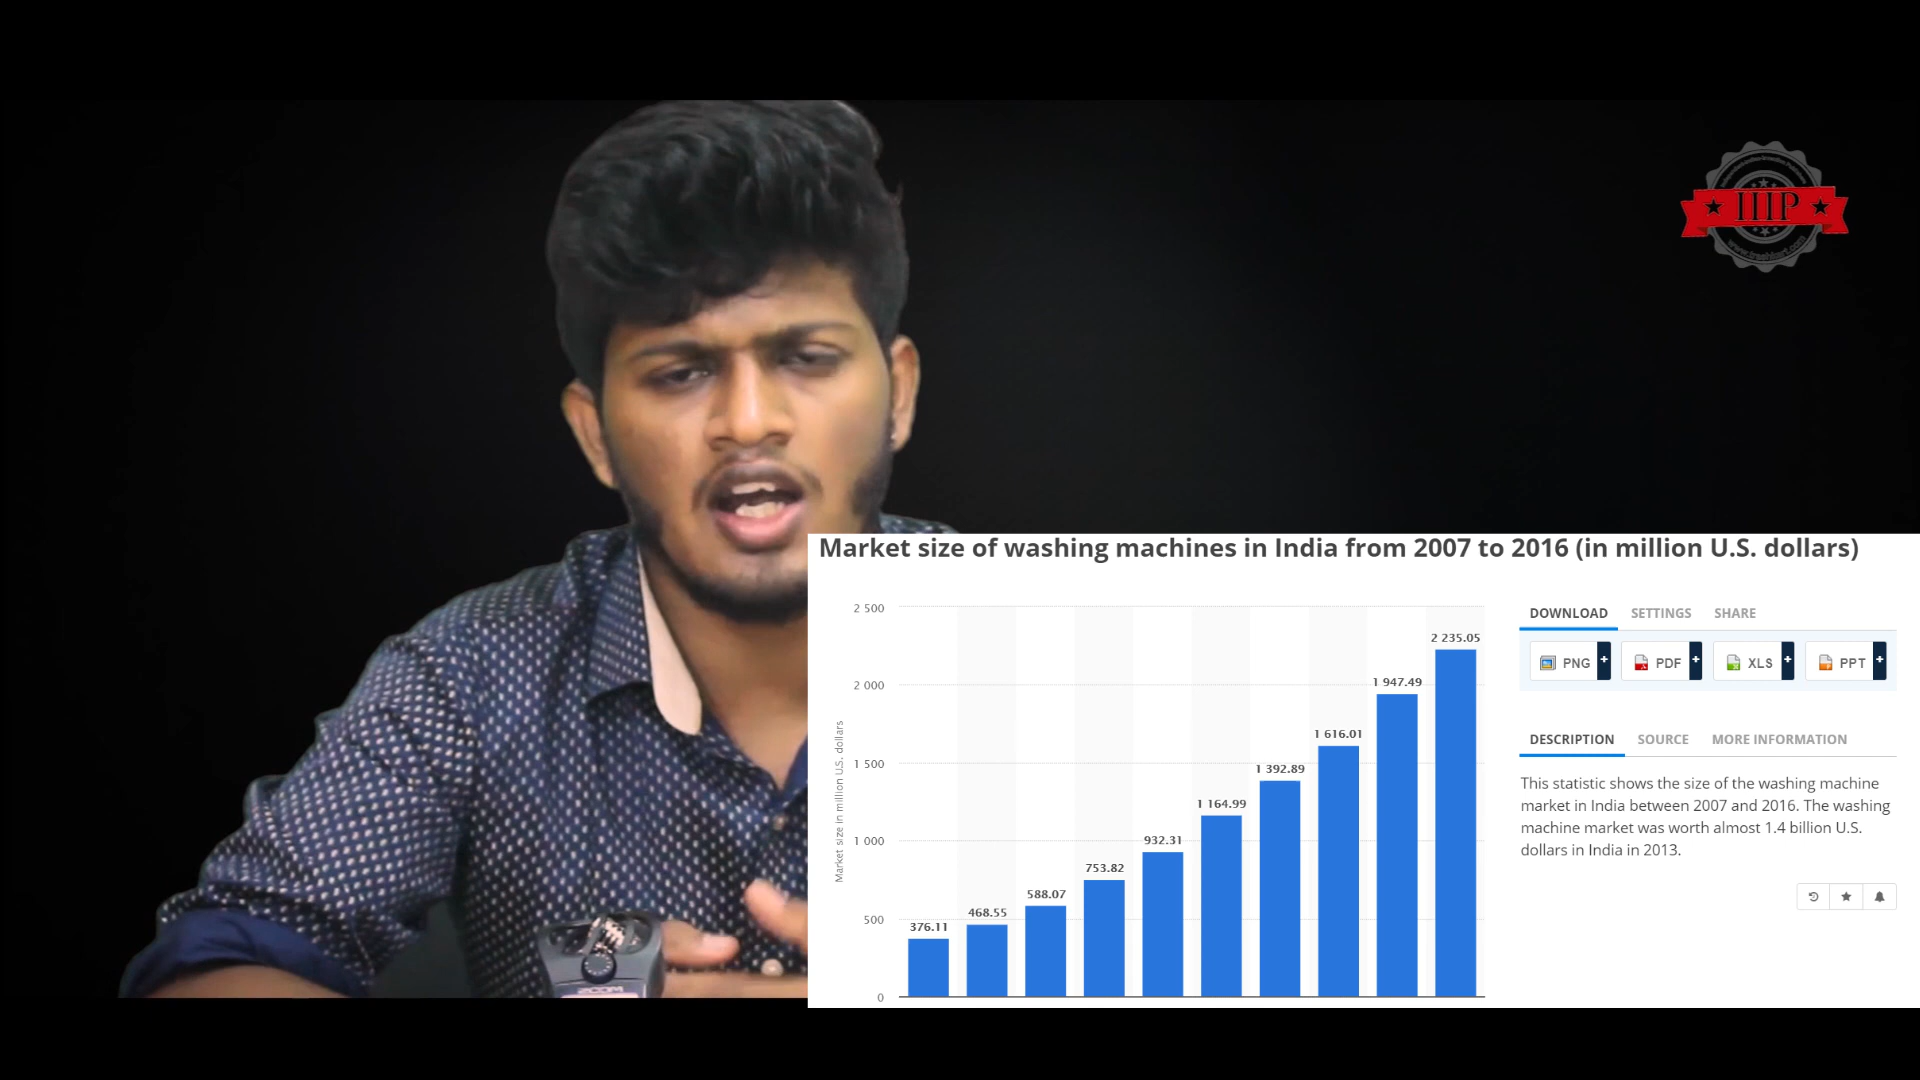 IIIP
Market size of washing machines in India from 2007 to 2016 (in million U.S. dollars)
Market size in million U.S. dollars
2 500
2 000
1 500
1 000
500
0
376.11
468.55
588.07
753.82
932.31
1 164.99
1 392.89
1 616.01
1 947.49
2 235.05
DOWNLOAD SETTINGS SHARE
PNG + PDF + XLS + PPT +
DESCRIPTION SOURCE MORE INFORMATION
This statistic shows the size of the washing machine
market in India between 2007 and 2016. The washing
machine market was worth almost 1.4 billion U.S.
dollars in India in 2013.
ZOOM